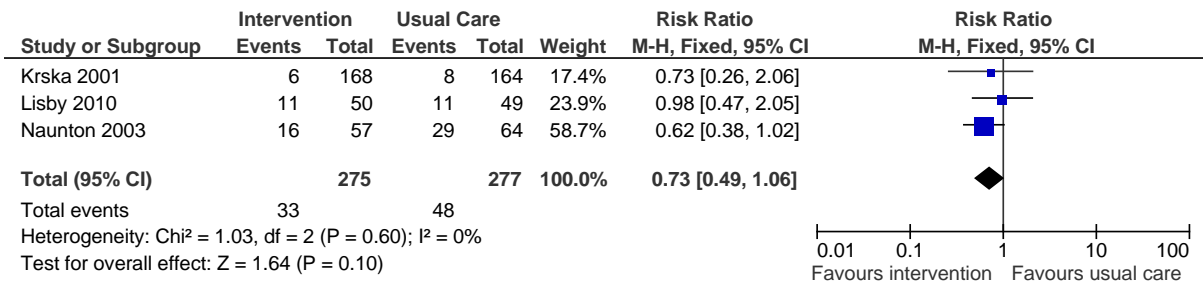 Intervention Usual Care Risk Ratio Risk Ratio
Study or Subgroup Events Total Events Total Weight M-H, Fixed, 95% CI M-H, Fixed, 95% CI
Krska 2001 6 168 8 164 17.4% 0.73 [0.26, 2.06]
Lisby 2010 11 50 11 49 23.9% 0.98 [0.47, 2.05]
Naunton 2003 16 57 29 64 58.7% 0.62 [0.38, 1.02]
Total (95% CI) 275 277 100.0% 0.73 [0.49, 1.06]
Total events 33 48
Heterogeneity: Chi² = 1.03, df = 2 (P = 0.60); I² = 0%
Test for overall effect: Z = 1.64 (P = 0.10)
0.01 0.1 1 10 100
Favours intervention Favours usual care